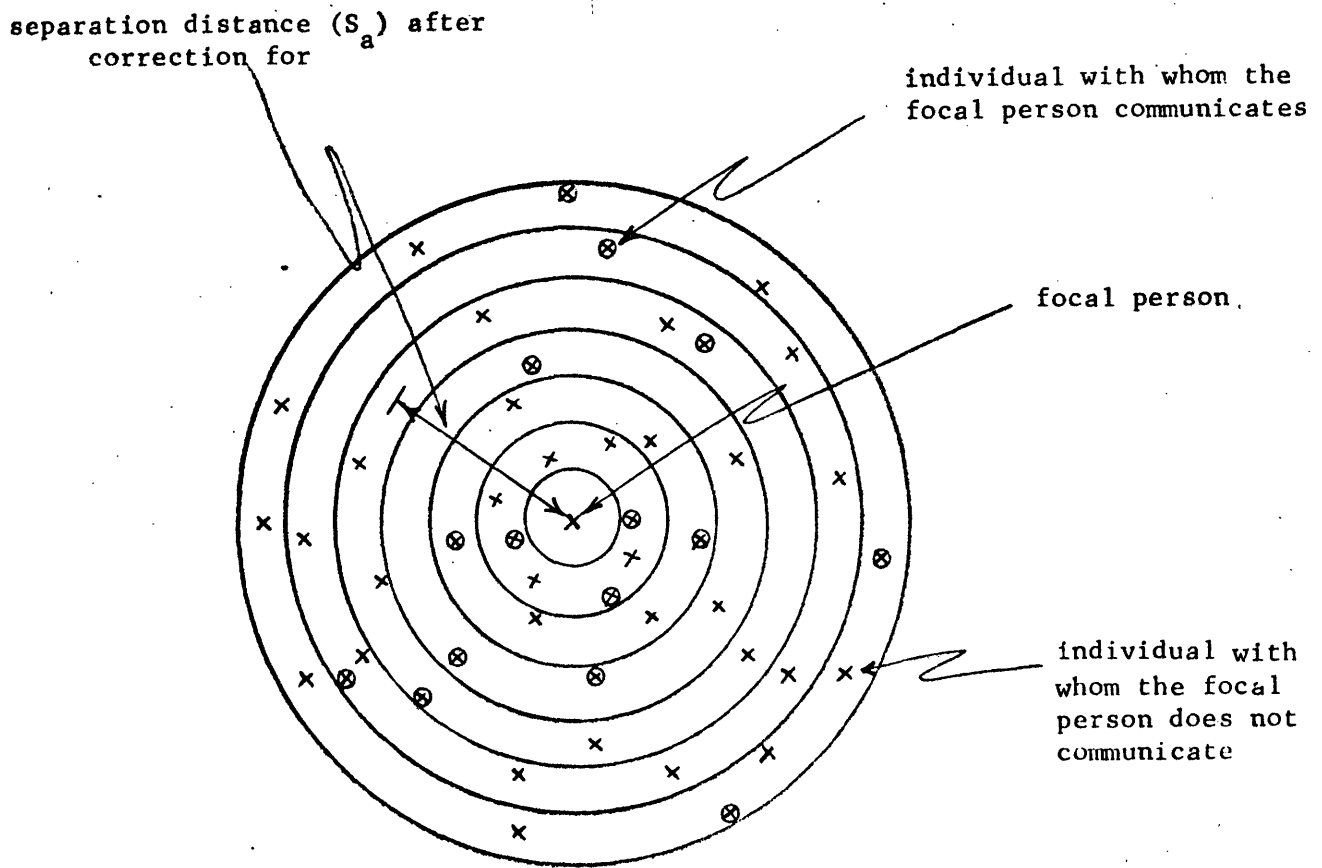 separation distance (S_a) after
correction for
individual with whom the
focal person communicates
focal person
individual with
whom the focal
person does not
communicate